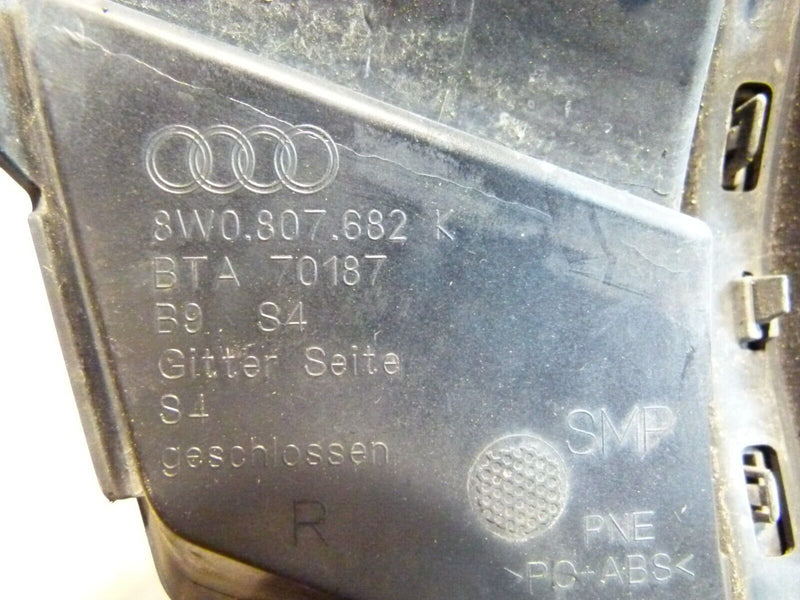 8W0.807.682 K
BTA 70187
B9 S4
Gitter Seite
S4
geschlossen
R
SMP
PNE
>PC+ABS<